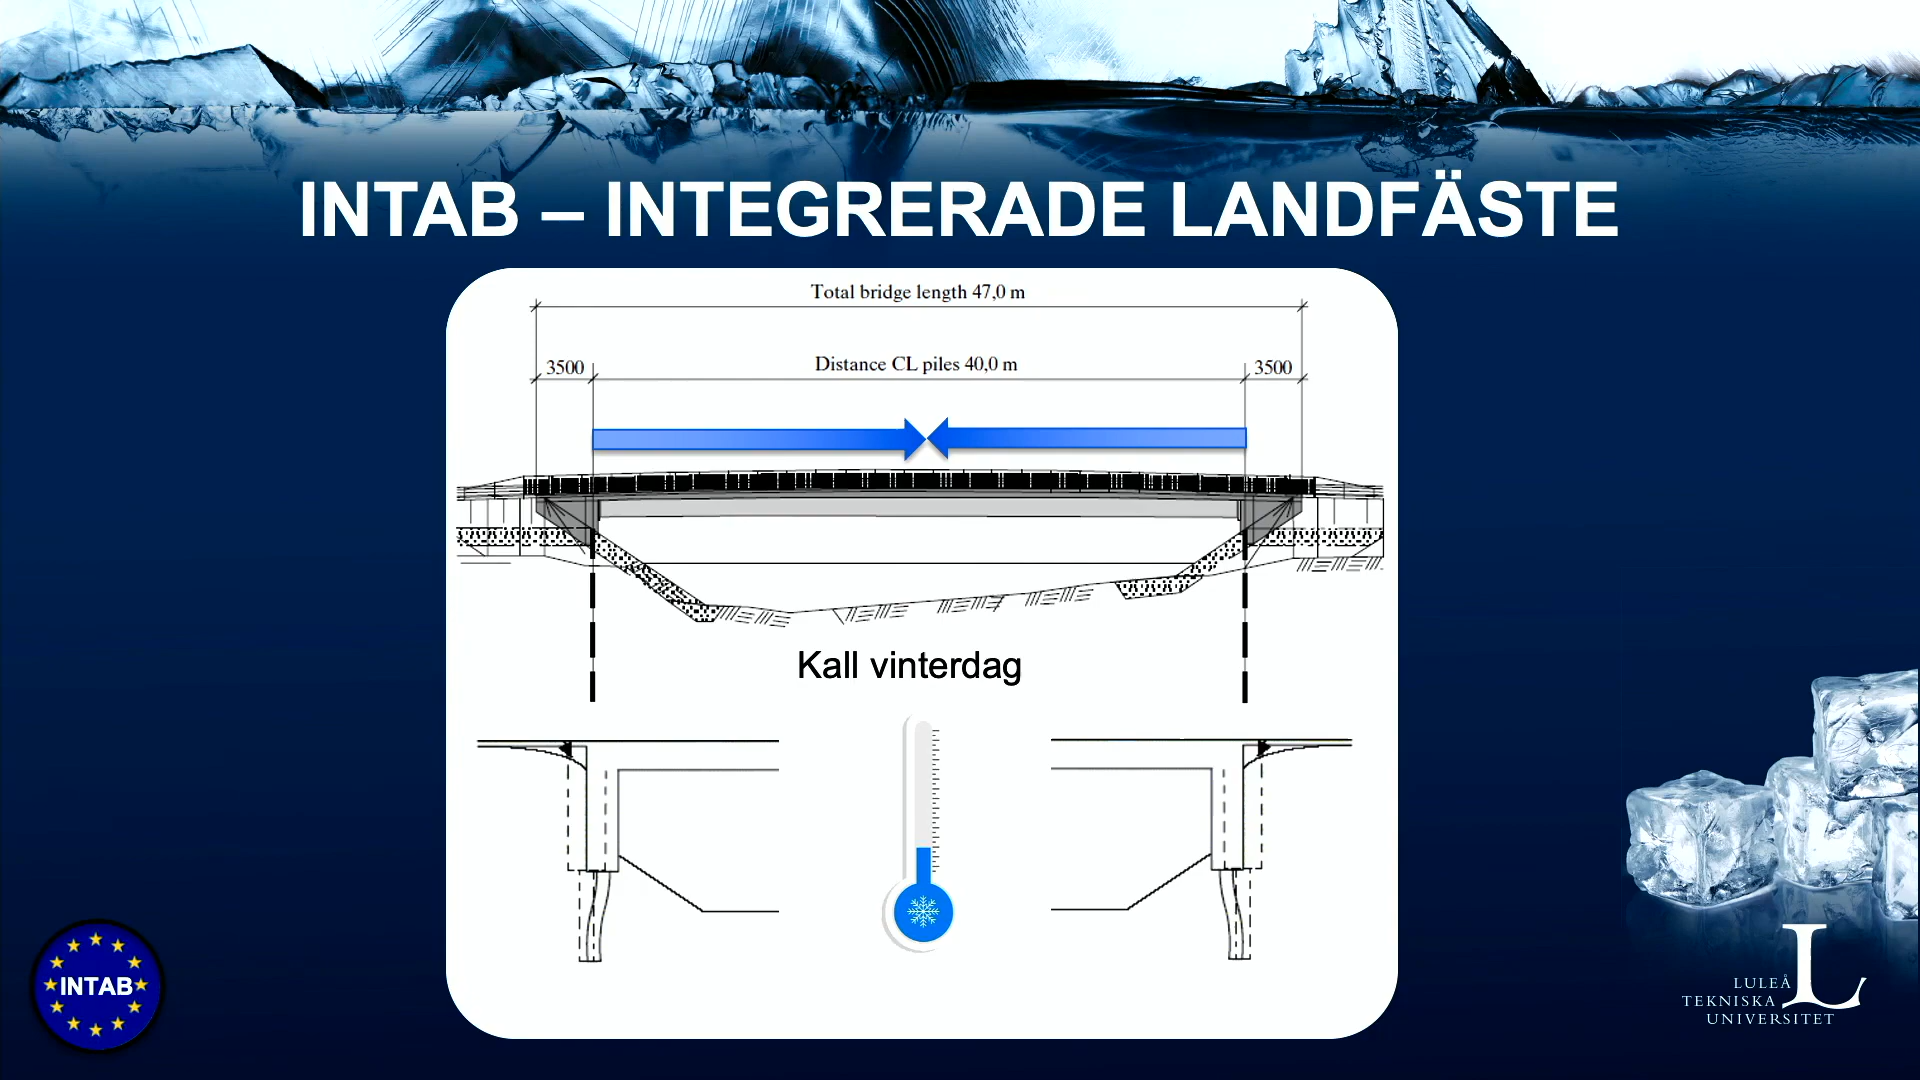 INTAB – INTEGRERADE LANDFÄSTE
Total bridge length 47,0 m
3500
Distance CL piles 40,0 m
3500
Kall vinterdag
INTAB
LULEÅ
TEKNISKA
UNIVERSITET